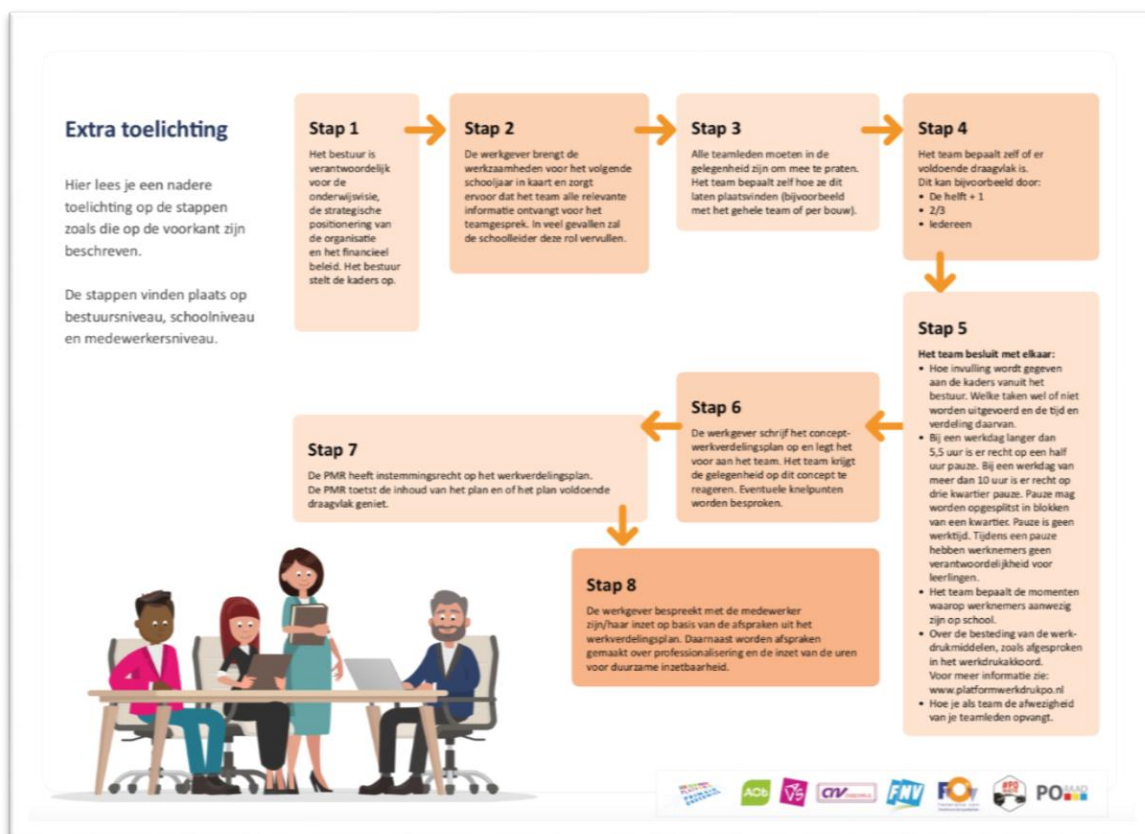 Extra toelichting
Hier lees je een nadere
toelichting op de stappen
zoals die op de voorkant zijn
beschreven.
De stappen vinden plaats op
bestuursniveau, schoolniveau
en medewerkersniveau.
Stap 1
Het bestuur is
verantwoordelijk
voor de
onderwijsvisie,
de strategische
positionering van
de organisatie
en het financieel
beleid. Het bestuur
stelt de kaders op.
Stap 2
De werkgever brengt de
werkzaamheden voor het volgende
schooljaar in kaart en zorgt
ervoor dat het team alle relevante
informatie ontvangt voor het
teamgesprek. In veel gevallen zal
de schoolleider deze rol vervullen.
Stap 3
Alle teamleden moeten in de
gelegenheid zijn om mee te praten.
Het team bepaalt zelf hoe ze dit
laten plaatsvinden (bijvoorbeeld
met het gehele team of per bouw).
Stap 4
Het team bepaalt zelf of er
voldoende draagvlak is.
Dit kan bijvoorbeeld door:
• De helft + 1
• 2/3
• Iedereen
Stap 5
Het team besluit met elkaar:
• Hoe invulling wordt gegeven
aan de kaders vanuit het
bestuur. Welke taken wel of niet
worden uitgevoerd en de tijd en
verdeling daarvan.
• Bij een werkdag langer dan
5,5 uur is er recht op een half
uur pauze. Bij een werkdag van
meer dan 10 uur is er recht op
drie kwartier pauze. Pauze mag
worden opgesplitst in blokken
van een kwartier. Pauze is geen
werktijd. Tijdens een pauze
hebben werknemers geen
verantwoordelijkheid voor
leerlingen.
• Het team bepaalt de momenten
waarop werknemers aanwezig
zijn op school.
• Over de besteding van de werk-
drukmiddelen, zoals afgesproken
in het werkdrukakkoord.
Voor meer informatie zie:
www.platformwerkdrukpo.nl
• Hoe je als team de afwezigheid
van je teamleden opvangt.
Stap 6
De werkgever schrijf het concept-
werkverdelingsplan op en legt het
voor aan het team. Het team krijgt
de gelegenheid op dit concept te
reageren. Eventuele knelpunten
worden besproken.
Stap 7
De PMR heeft instemmingsrecht op het werkverdelingsplan.
De PMR toetst de inhoud van het plan en of het plan voldoende
draagvlak geniet.
Stap 8
De werkgever bespreekt met de medewerker
zijn/haar inzet op basis van de afspraken uit het
werkverdelingsplan. Daarnaast worden afspraken
gemaakt over professionalisering en de inzet van de uren
voor duurzame inzetbaarheid.
AOb
CNV
FNV
PO RAAD